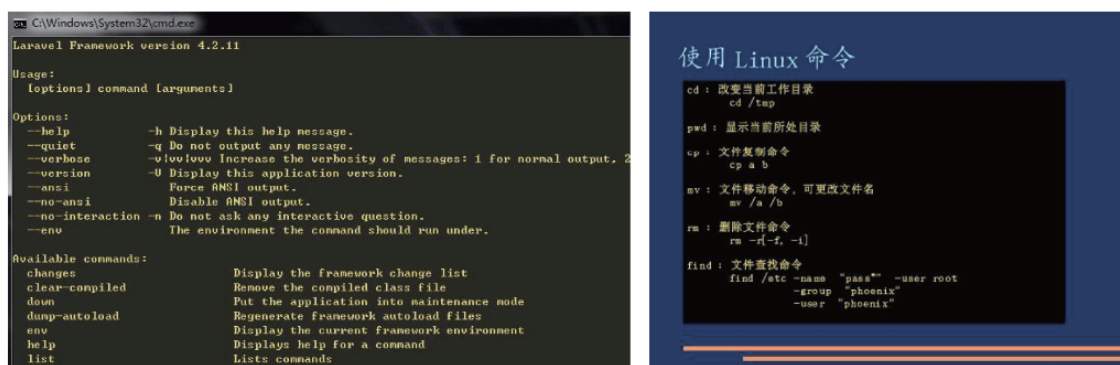 C:\Windows\System32\cmd.exe
Laravel Framework version 4.2.11
Usage:
[options] command [arguments]
Options:
--help -h Display this help message.
--quiet -q Do not output any message.
--verbose -v|vv|vvv Increase the verbosity of messages: 1 for normal output, 2
--version -V Display this application version.
--ansi Force ANSI output.
--no-ansi Disable ANSI output.
--no-interaction -n Do not ask any interactive question.
--env The environment the command should run under.
Available commands:
changes Display the framework change list
clear-compiled Remove the compiled class file
down Put the application into maintenance mode
dump-autoload Regenerate framework autoload files
env Display the current framework environment
help Displays help for a command
list Lists commands
使用 Linux 命令
cd : 改变当前工作目录
cd /tmp
pwd : 显示当前所处目录
cp : 文件复制命令
cp a b
mv : 文件移动命令, 可更改文件名
mv /a /b
rm : 删除文件命令
rm -r[-f, -i]
find : 文件查找命令
find /etc -name "pass*" -user root
-group "phoenix"
-user "phoenix"